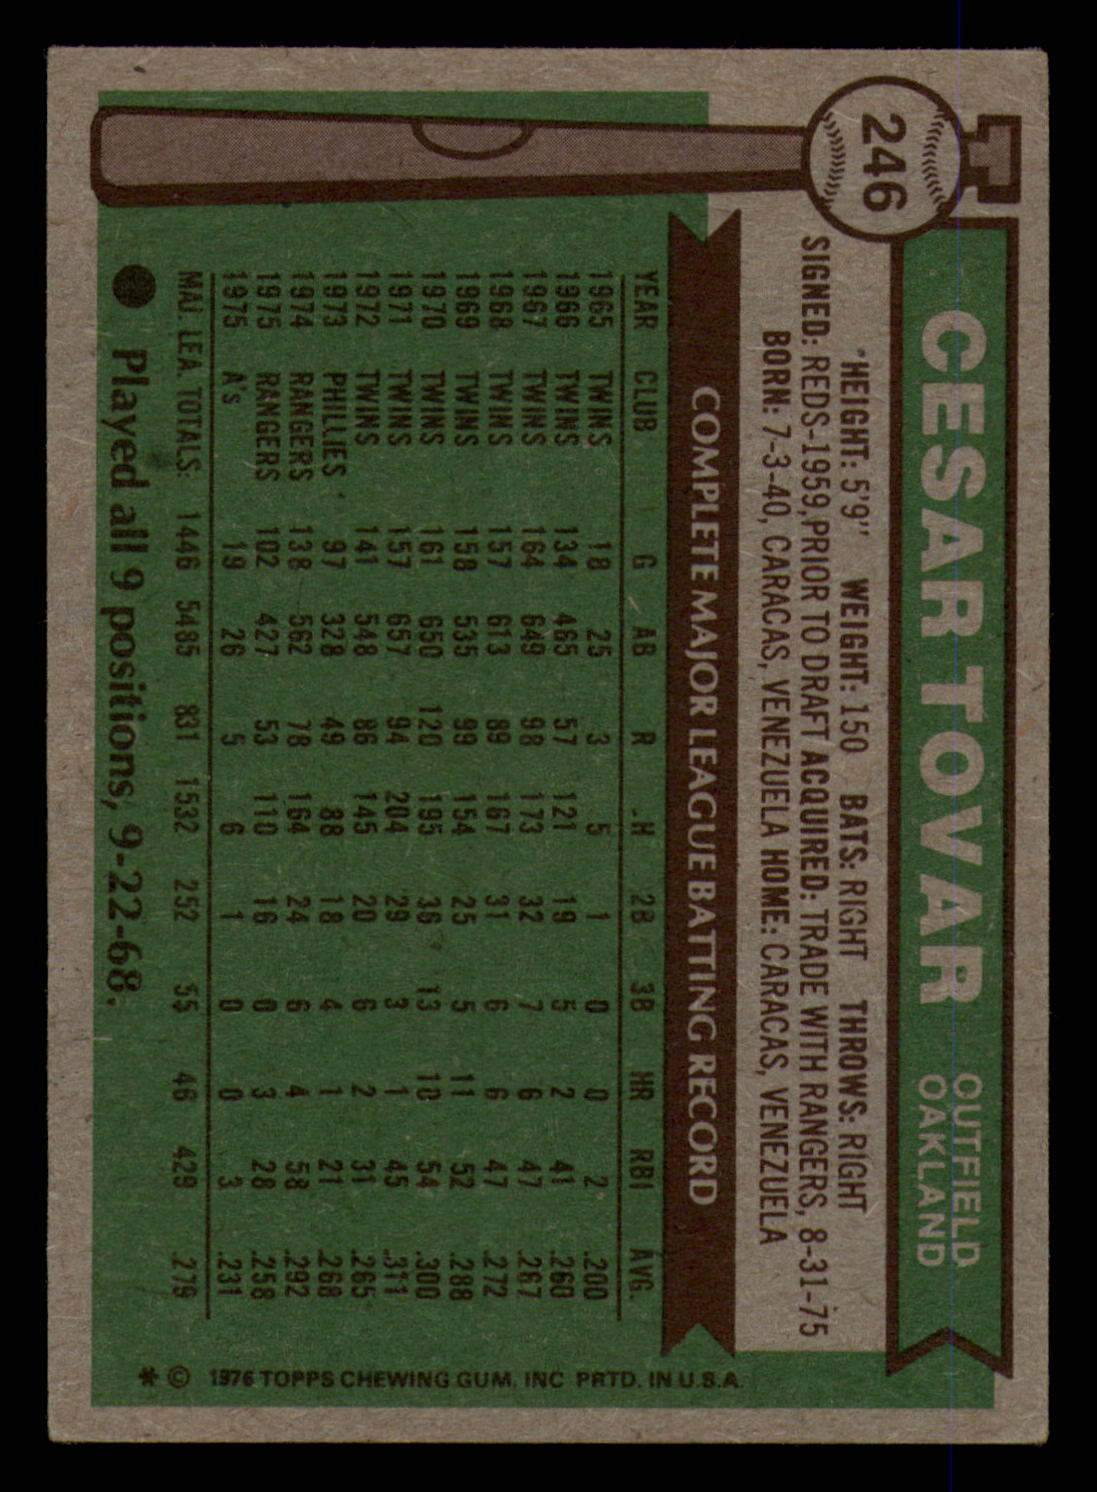 246
T
CESAR TOVAR
OUTFIELD
OAKLAND
"HEIGHT: 5'9" WEIGHT: 150 BATS: RIGHT THROWS: RIGHT
SIGNED: REDS-1959,PRIOR TO DRAFT ACQUIRED: TRADE WITH RANGERS, 8-31-75
BORN: 7-3-40, CARACAS, VENEZUELA HOME: CARACAS, VENEZUELA
COMPLETE MAJOR LEAGUE BATTING RECORD
YEAR CLUB G AB R H 2B 3B HR RBI AVG.
1965 TWINS 18 25 3 5 1 0 0 2 .200
1966 TWINS 134 465 57 121 19 5 2 41 .260
1967 TWINS 164 649 98 173 32 7 6 47 .267
1968 TWINS 157 613 89 167 31 6 6 47 .272
1969 TWINS 158 535 99 154 25 5 11 52 .288
1970 TWINS 161 650 120 195 36 13 10 54 .300
1971 TWINS 157 657 94 204 29 3 1 45 .311
1972 TWINS 141 548 86 145 20 6 2 31 .265
1973 PHILLIES 97 328 49 88 18 4 1 21 .268
1974 RANGERS 138 562 78 164 24 6 4 58 .292
1975 RANGERS 102 427 53 110 16 0 3 28 .258
1975 A's 19 26 5 6 1 0 0 3 .231
MAJ LEA TOTALS: 1446 5485 831 1532 252 55 46 429 .279
● Played all 9 positions, 9-22-68.
* © 1976 TOPPS CHEWING GUM, INC PRTD. IN U.S.A.